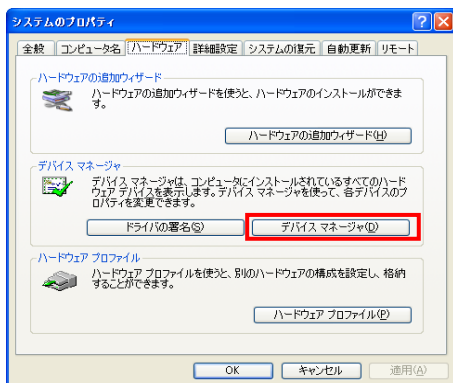 システムのプロパティ
全般 コンピュータ名 ハードウェア 詳細設定 システムの復元 自動更新 リモート
ハードウェアの追加ウィザード
ハードウェアの追加ウィザードを使うと、ハードウェアのインストールができま
す。
ハードウェアの追加ウィザード(H)
デバイス マネージャ
デバイス マネージャは、コンピュータにインストールされているすべてのハード
ウェア デバイスを表示します。デバイス マネージャを使って、各デバイスのプ
ロパティを変更できます。
ドライバの署名(S) デバイス マネージャ(D)
ハードウェア プロファイル
ハードウェア プロファイルを使うと、別のハードウェアの構成を設定し、格納
することができます。
ハードウェア プロファイル(P)
OK キャンセル 適用(A)